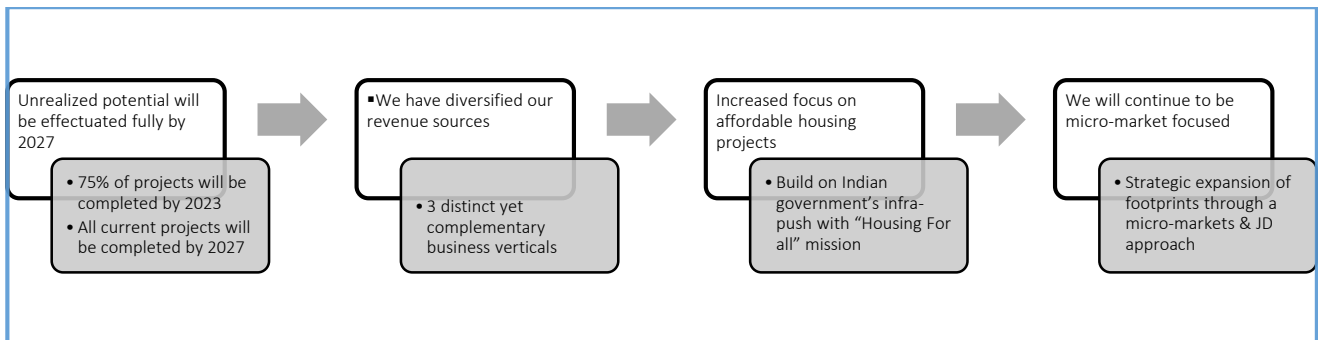 Unrealized potential will
be effectuated fully by
2027
• 75% of projects will be
completed by 2023
• All current projects will
be completed by 2027
▪We have diversified our
revenue sources
• 3 distinct yet
complementary
business verticals
Increased focus on
affordable housing
projects
• Build on Indian
government’s infra-
push with “Housing For
all” mission
We will continue to be
micro-market focused
• Strategic expansion of
footprints through a
micro-markets & JD
approach